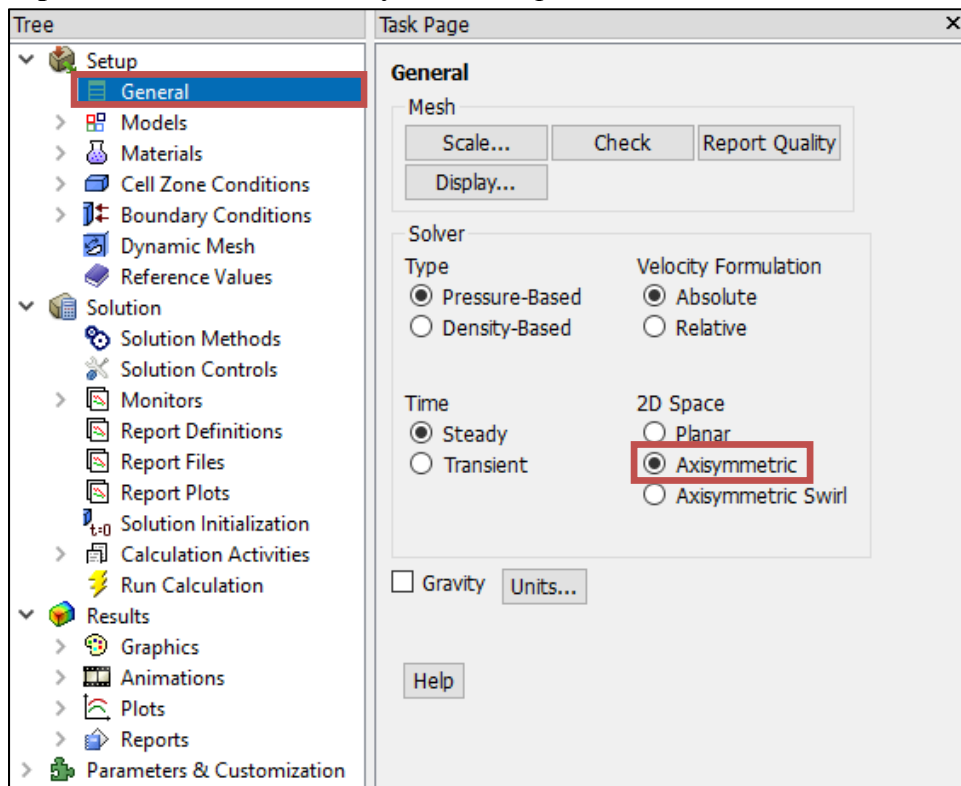 Tree
Setup
General
Models
Materials
Cell Zone Conditions
Boundary Conditions
Dynamic Mesh
Reference Values
Solution
Solution Methods
Solution Controls
Monitors
Report Definitions
Report Files
Report Plots
t=0 Solution Initialization
Calculation Activities
Run Calculation
Results
Graphics
Animations
Plots
Reports
Parameters & Customization
Task Page
General
Mesh
Scale... Check Report Quality
Display...
Solver
Type Velocity Formulation
Pressure-Based Absolute
Density-Based Relative
Time 2D Space
Steady Planar
Transient Axisymmetric
Axisymmetric Swirl
Gravity Units...
Help